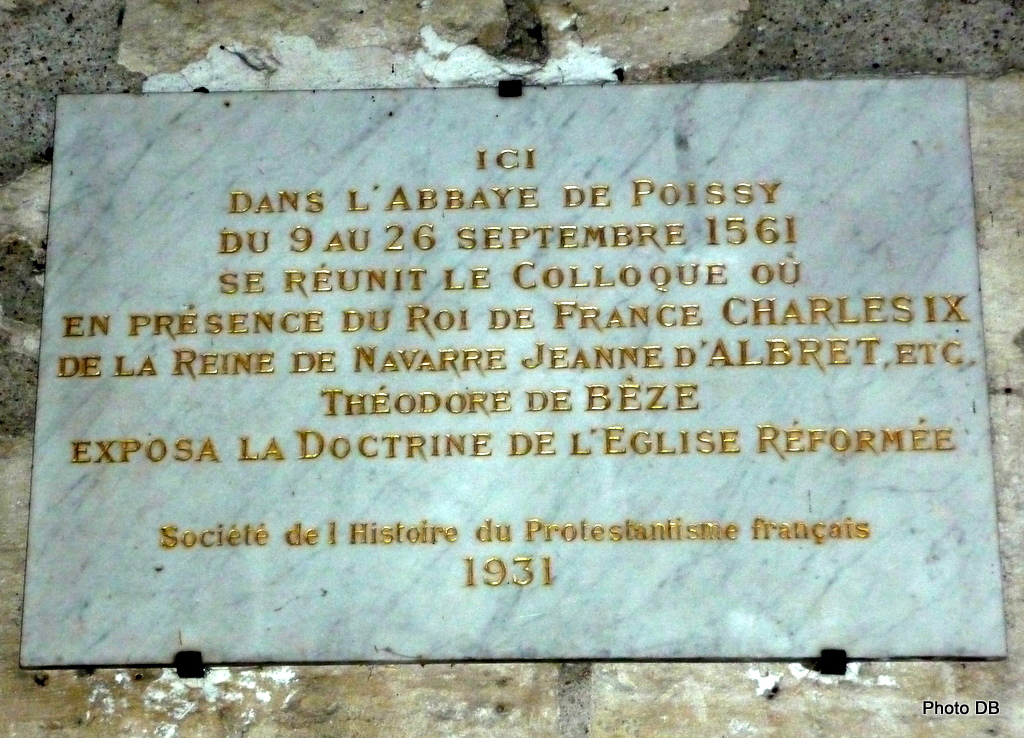 ICI
DANS L'ABBAYE DE POISSY
DU 9 AU 26 SEPTEMBRE 1561
SE RÉUNIT LE COLLOQUE OÙ
EN PRÉSENCE DU ROI DE FRANCE CHARLES IX
DE LA REINE DE NAVARRE JEANNE D'ALBRET, ETC.
THÉODORE DE BÈZE
EXPOSA LA DOCTRINE DE L'EGLISE RÉFORMÉE
Société de l'Histoire du Protestantisme français
1931
Photo DB